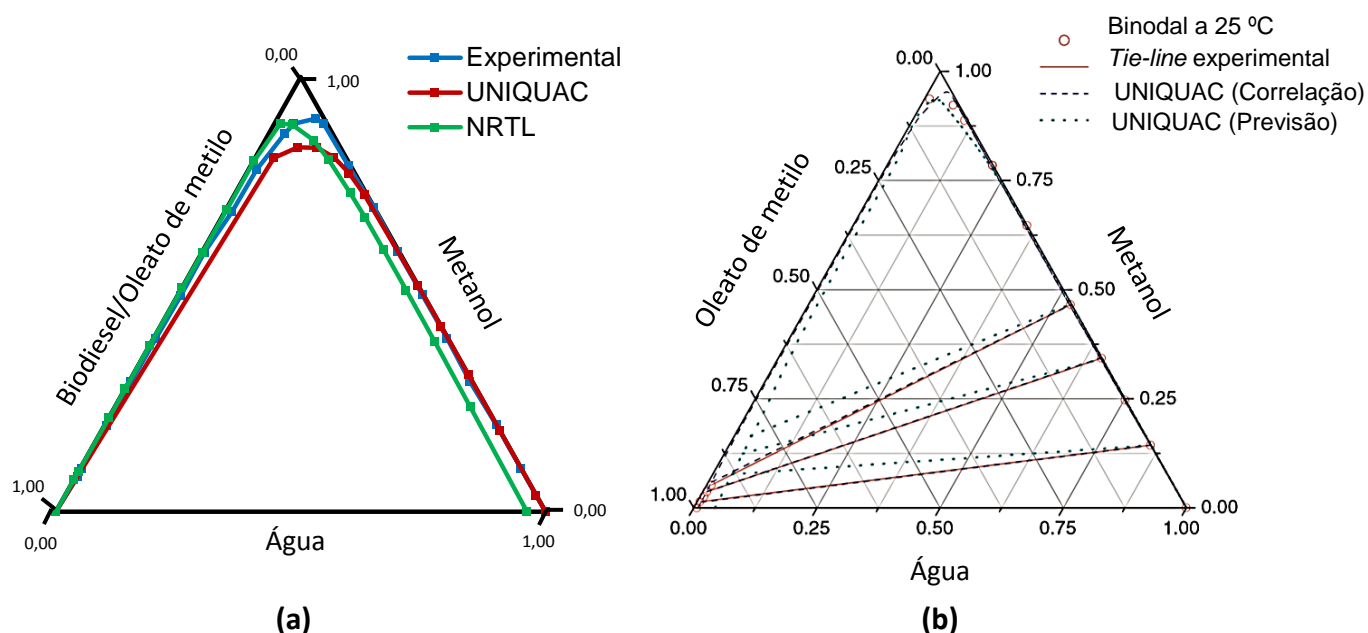 0,00
1,00
Experimental
UNIQUAC
NRTL
Biodiesel/Oleato de metilo
Metanol
1,00
0,00
Água
1,00
0,00
(a)
Binodal a 25 ºC
Tie-line experimental
UNIQUAC (Correlação)
UNIQUAC (Previsão)
0.00
1.00
0.25
0.75
0.50
0.50
0.75
0.25
1.00
0.00
Oleato de metilo
Metanol
0.00
0.25
0.50
0.75
1.00
Água
(b)